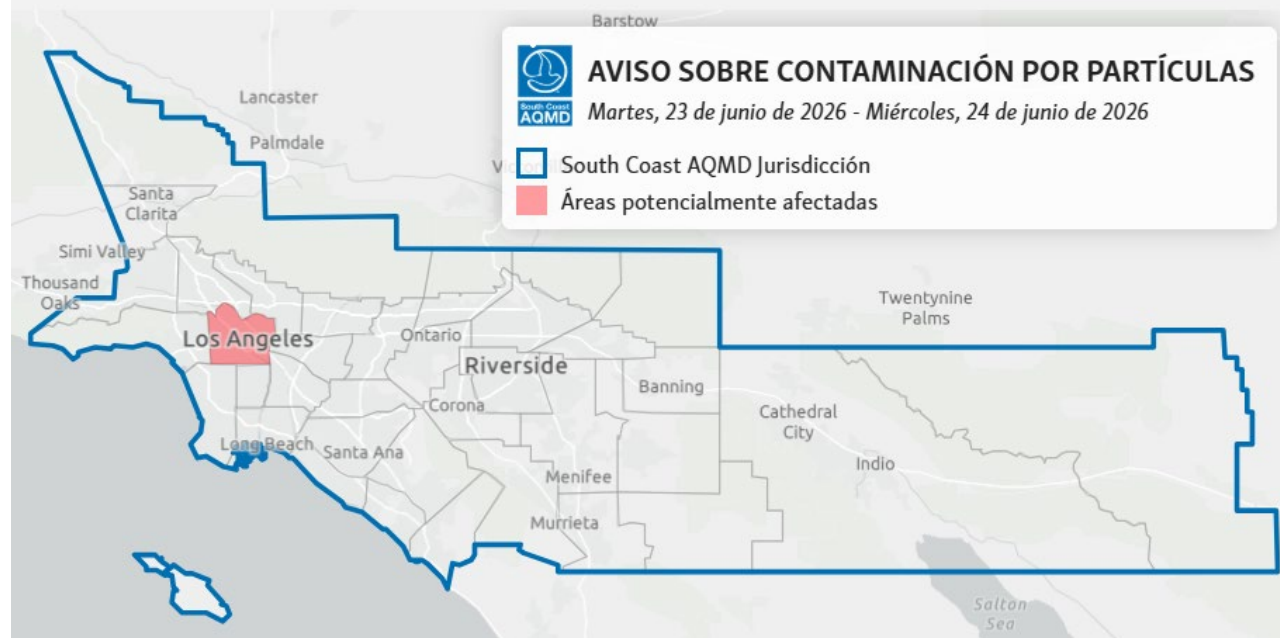 Barstow
South Coast
AQMD
AVISO SOBRE CONTAMINACIÓN POR PARTÍCULAS
Martes, 23 de junio de 2026 - Miércoles, 24 de junio de 2026
South Coast AQMD Jurisdicción
Áreas potencialmente afectadas
Lancaster
Palmdale
Santa
Clarita
Simi Valley
Thousand
Oaks
Los Angeles
Ontario
Riverside
Twentynine
Palms
Banning
Corona
Cathedral
City
Long Beach
Santa Ana
Indio
Menifee
Murrieta
Salton
Sea